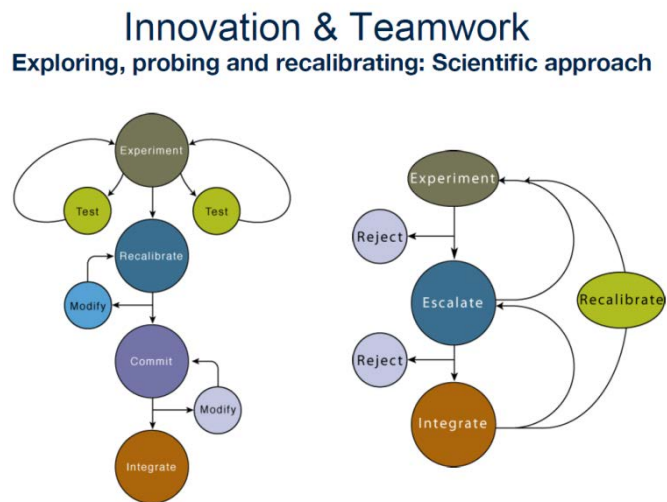 Innovation & Teamwork
Exploring, probing and recalibrating: Scientific approach
Experiment
Test
Test
Recalibrate
Modify
Commit
Modify
Integrate
Experiment
Reject
Escalate
Recalibrate
Reject
Integrate